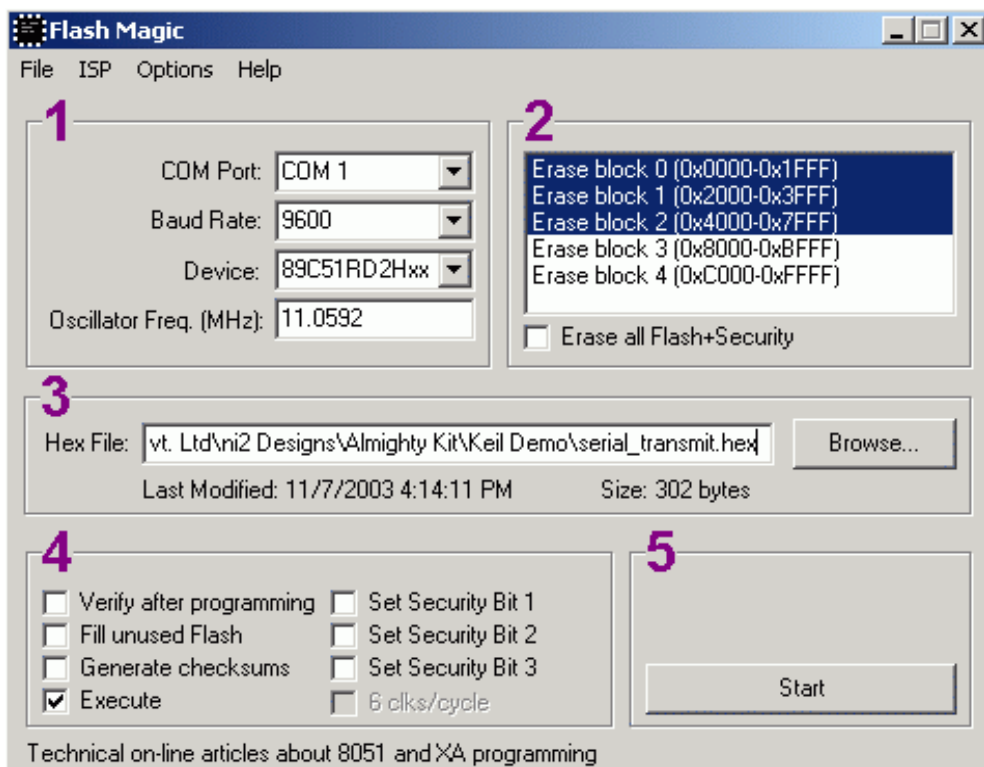 Flash Magic
File ISP Options Help
1
COM Port: COM 1
Baud Rate: 9600
Device: 89C51RD2Hxx
Oscillator Freq. (MHz): 11.0592
2
Erase block 0 (0x0000-0x1FFF)
Erase block 1 (0x2000-0x3FFF)
Erase block 2 (0x4000-0x7FFF)
Erase block 3 (0x8000-0xBFFF)
Erase block 4 (0xC000-0xFFFF)
Erase all Flash+Security
3
Hex File: vt. Ltd\ni2 Designs\Almighty Kit\Keil Demo\serial_transmit.hex Browse...
Last Modified: 11/7/2003 4:14:11 PM Size: 302 bytes
4
Verify after programming Set Security Bit 1
Fill unused Flash Set Security Bit 2
Generate checksums Set Security Bit 3
Execute 6 clks/cycle
5
Start
Technical on-line articles about 8051 and XA programming